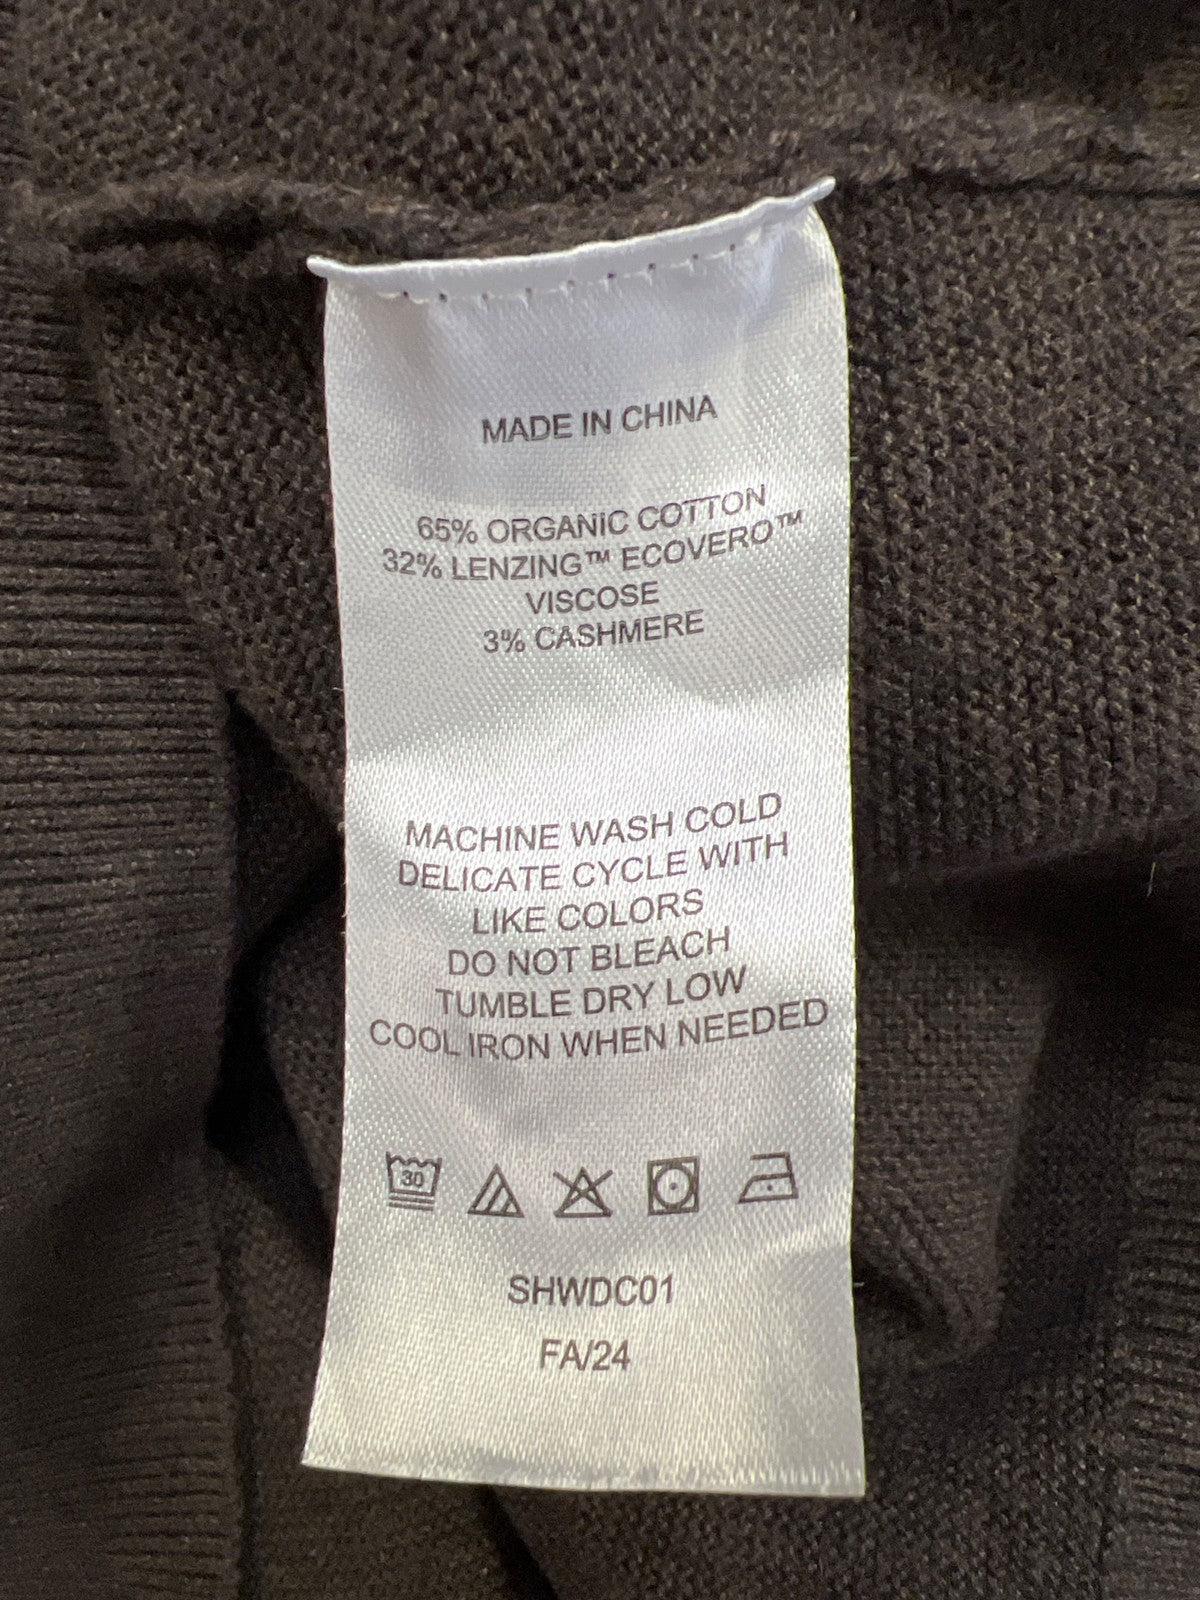 MADE IN CHINA
65% ORGANIC COTTON
32% LENZING™ ECOVERO™
VISCOSE
3% CASHMERE
MACHINE WASH COLD
DELICATE CYCLE WITH
LIKE COLORS
DO NOT BLEACH
TUMBLE DRY LOW
COOL IRON WHEN NEEDED
30
SHWDC01
FA/24